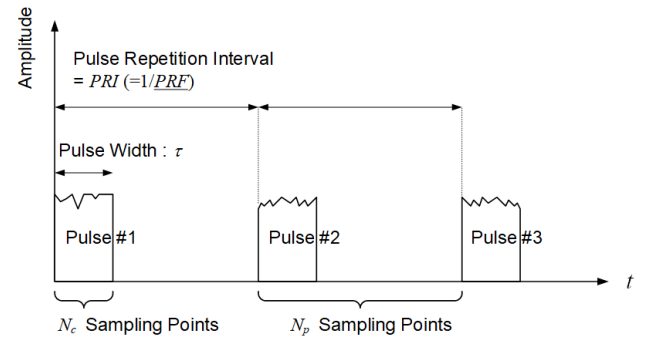 Amplitude
Pulse Repetition Interval
= PRI (=1/PRF)
Pulse Width : τ
Pulse #1
Pulse #2
Pulse #3
t
Nc Sampling Points
Np Sampling Points